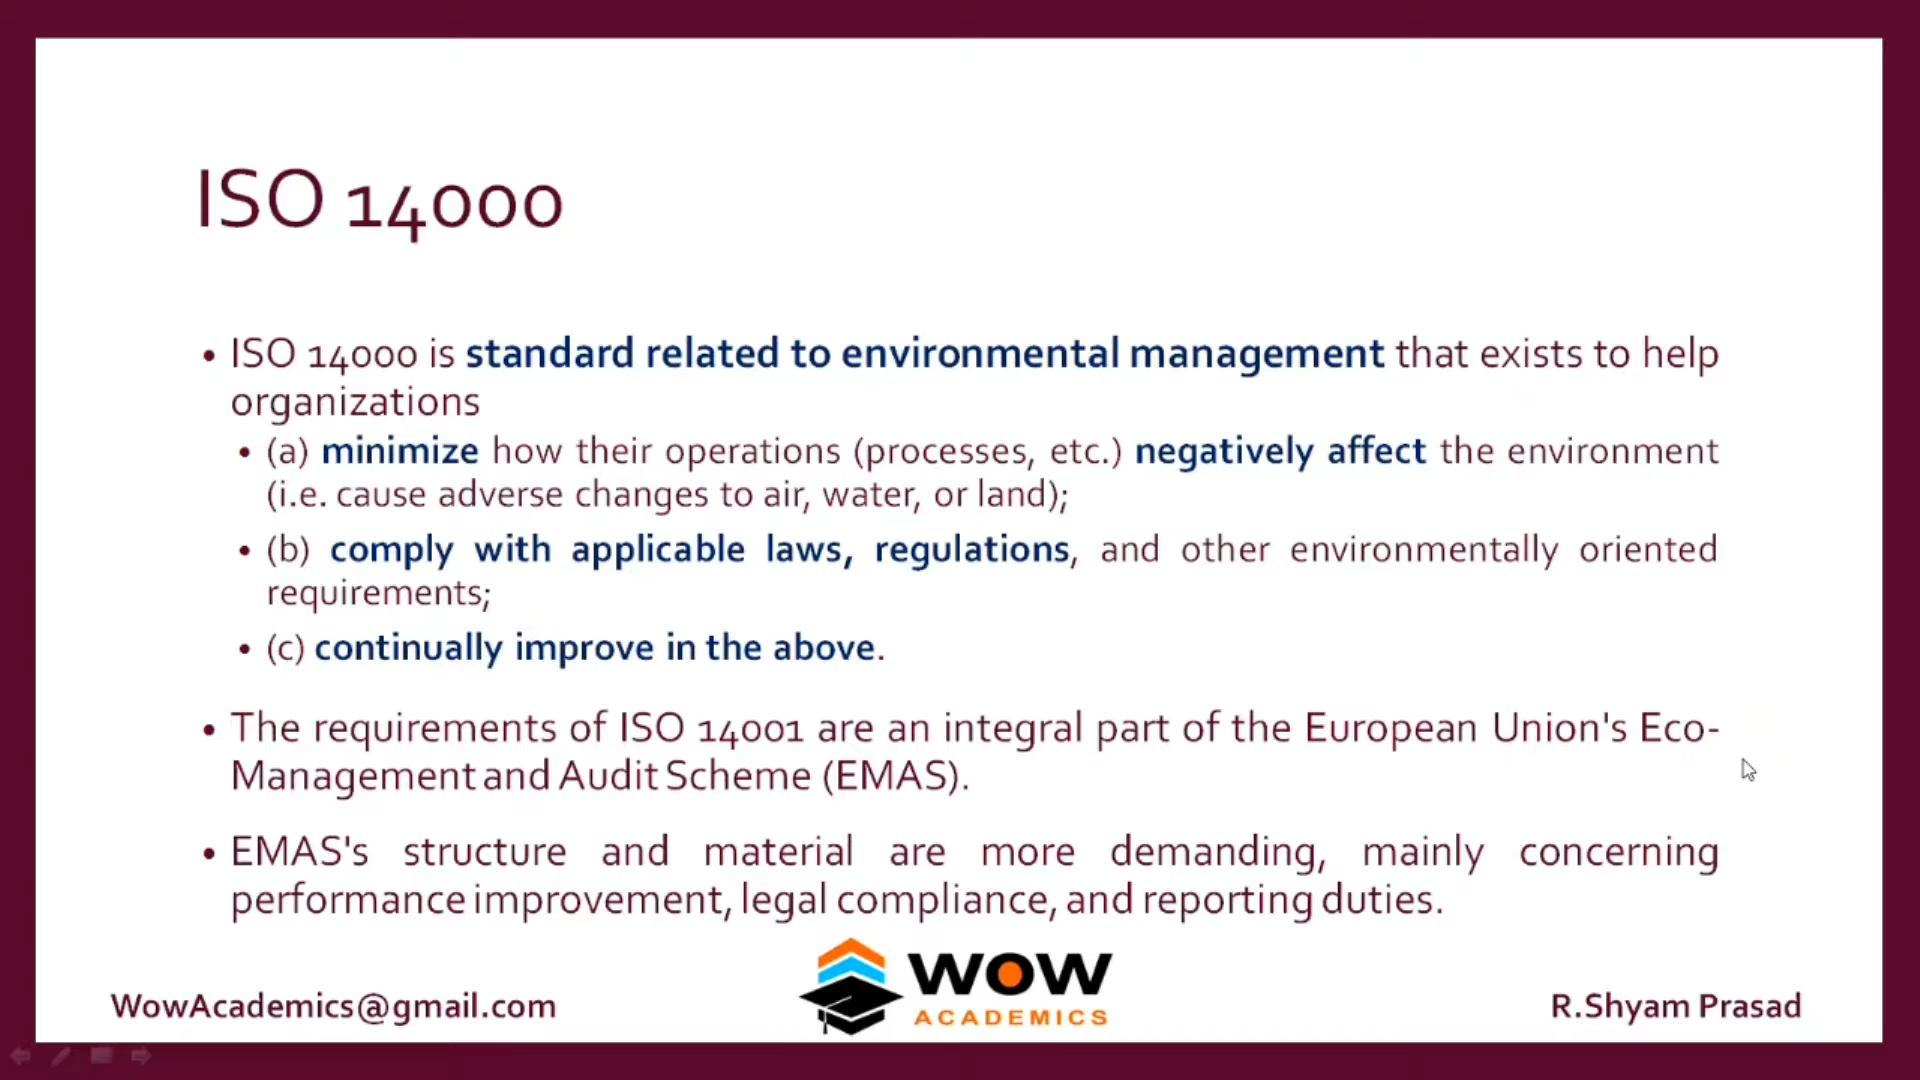 ISO 14000
• ISO 14000 is standard related to environmental management that exists to help
organizations
• (a) minimize how their operations (processes, etc.) negatively affect the environment
(i.e. cause adverse changes to air, water, or land);
• (b) comply with applicable laws, regulations, and other environmentally oriented
requirements;
• (c) continually improve in the above.
• The requirements of ISO 14001 are an integral part of the European Union's Eco-
Management and Audit Scheme (EMAS).
• EMAS's structure and material are more demanding, mainly concerning
performance improvement, legal compliance, and reporting duties.
WowAcademics@gmail.com
WOW
ACADEMICS
R.Shyam Prasad